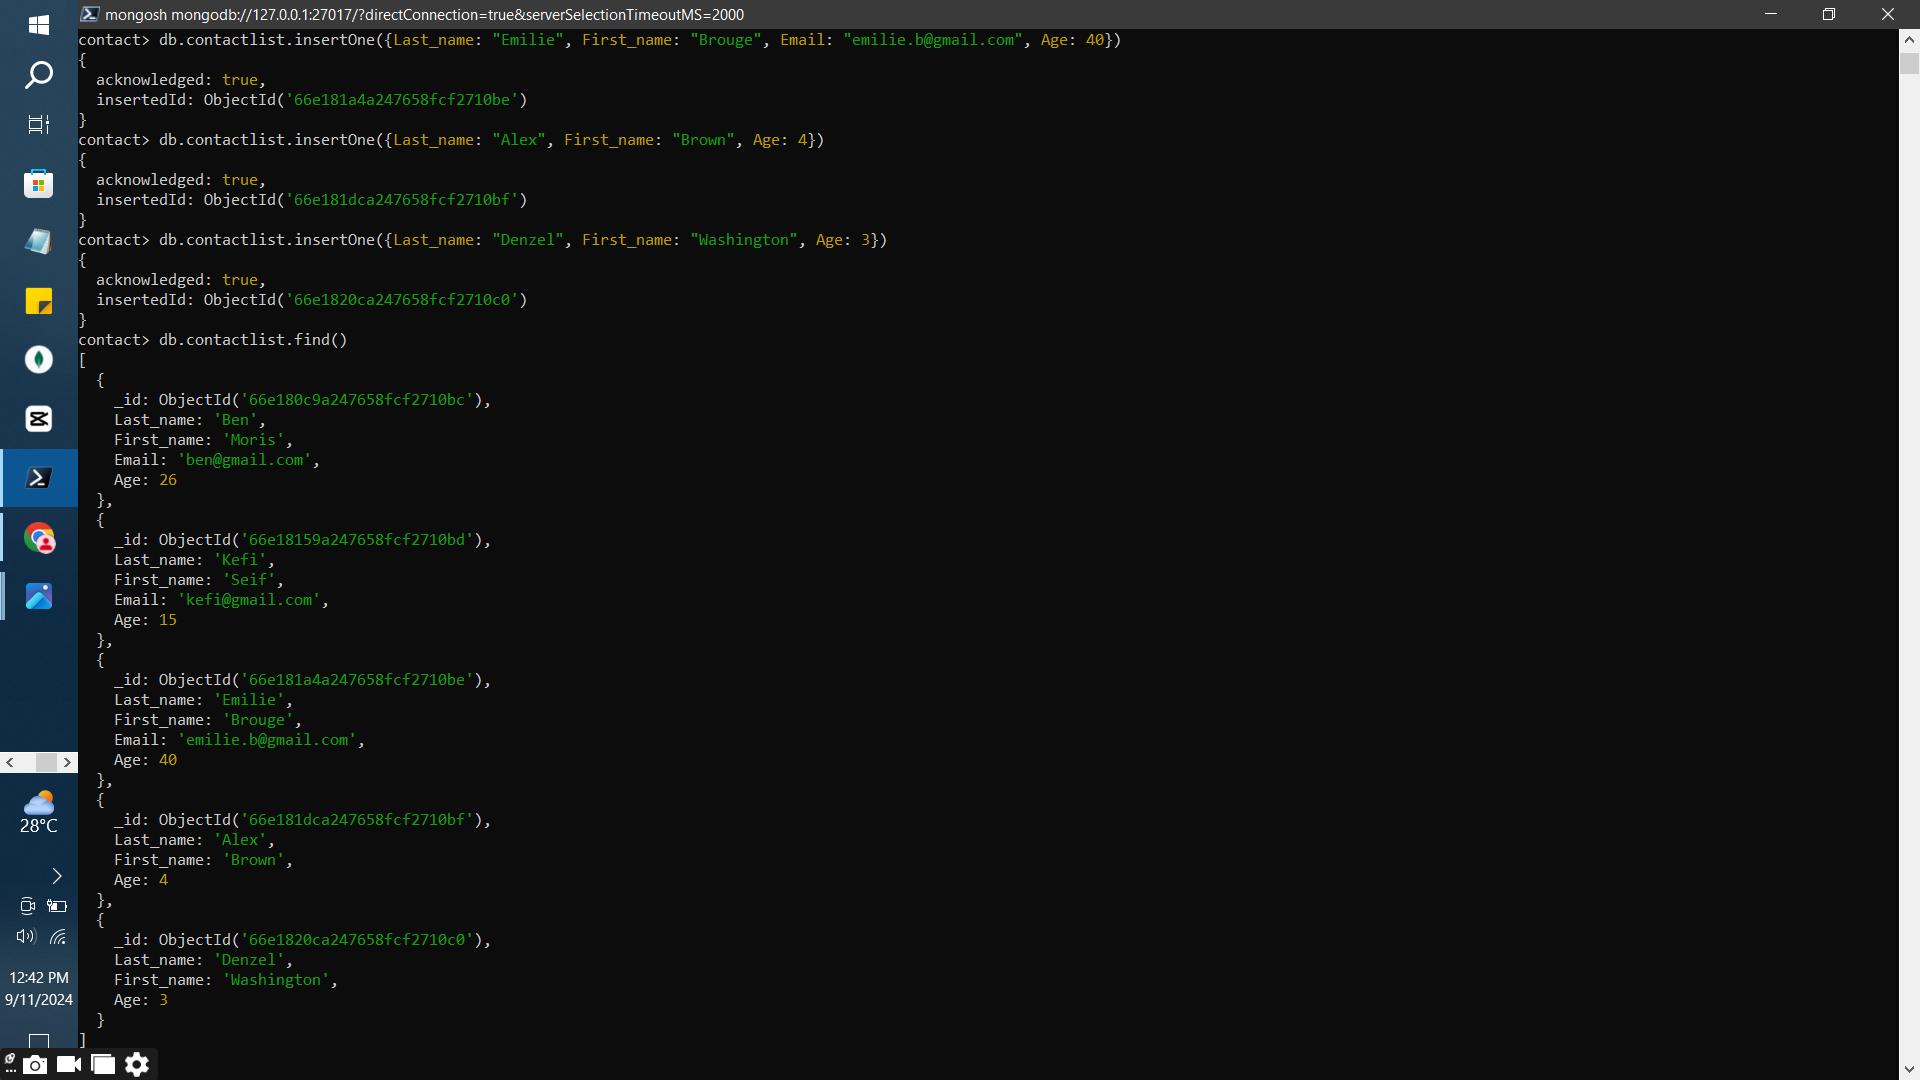 mongosh mongodb://127.0.0.1:27017/?directConnection=true&serverSelectionTimeoutMS=2000
contact> db.contactlist.insertOne({Last_name: "Emilie", First_name: "Brouge", Email: "emilie.b@gmail.com", Age: 40})
{
  acknowledged: true,
  insertedId: ObjectId('66e181a4a247658fcf2710be')
}
contact> db.contactlist.insertOne({Last_name: "Alex", First_name: "Brown", Age: 4})
{
  acknowledged: true,
  insertedId: ObjectId('66e181dca247658fcf2710bf')
}
contact> db.contactlist.insertOne({Last_name: "Denzel", First_name: "Washington", Age: 3})
{
  acknowledged: true,
  insertedId: ObjectId('66e1820ca247658fcf2710c0')
}
contact> db.contactlist.find()
[
  {
    _id: ObjectId('66e180c9a247658fcf2710bc'),
    Last_name: 'Ben',
    First_name: 'Moris',
    Email: 'ben@gmail.com',
    Age: 26
  },
  {
    _id: ObjectId('66e18159a247658fcf2710bd'),
    Last_name: 'Kefi',
    First_name: 'Seif',
    Email: 'kefi@gmail.com',
    Age: 15
  },
  {
    _id: ObjectId('66e181a4a247658fcf2710be'),
    Last_name: 'Emilie',
    First_name: 'Brouge',
    Email: 'emilie.b@gmail.com',
    Age: 40
  },
  {
    _id: ObjectId('66e181dca247658fcf2710bf'),
    Last_name: 'Alex',
    First_name: 'Brown',
    Age: 4
  },
  {
    _id: ObjectId('66e1820ca247658fcf2710c0'),
    Last_name: 'Denzel',
    First_name: 'Washington',
    Age: 3
  }
]
28°C
12:42 PM
9/11/2024